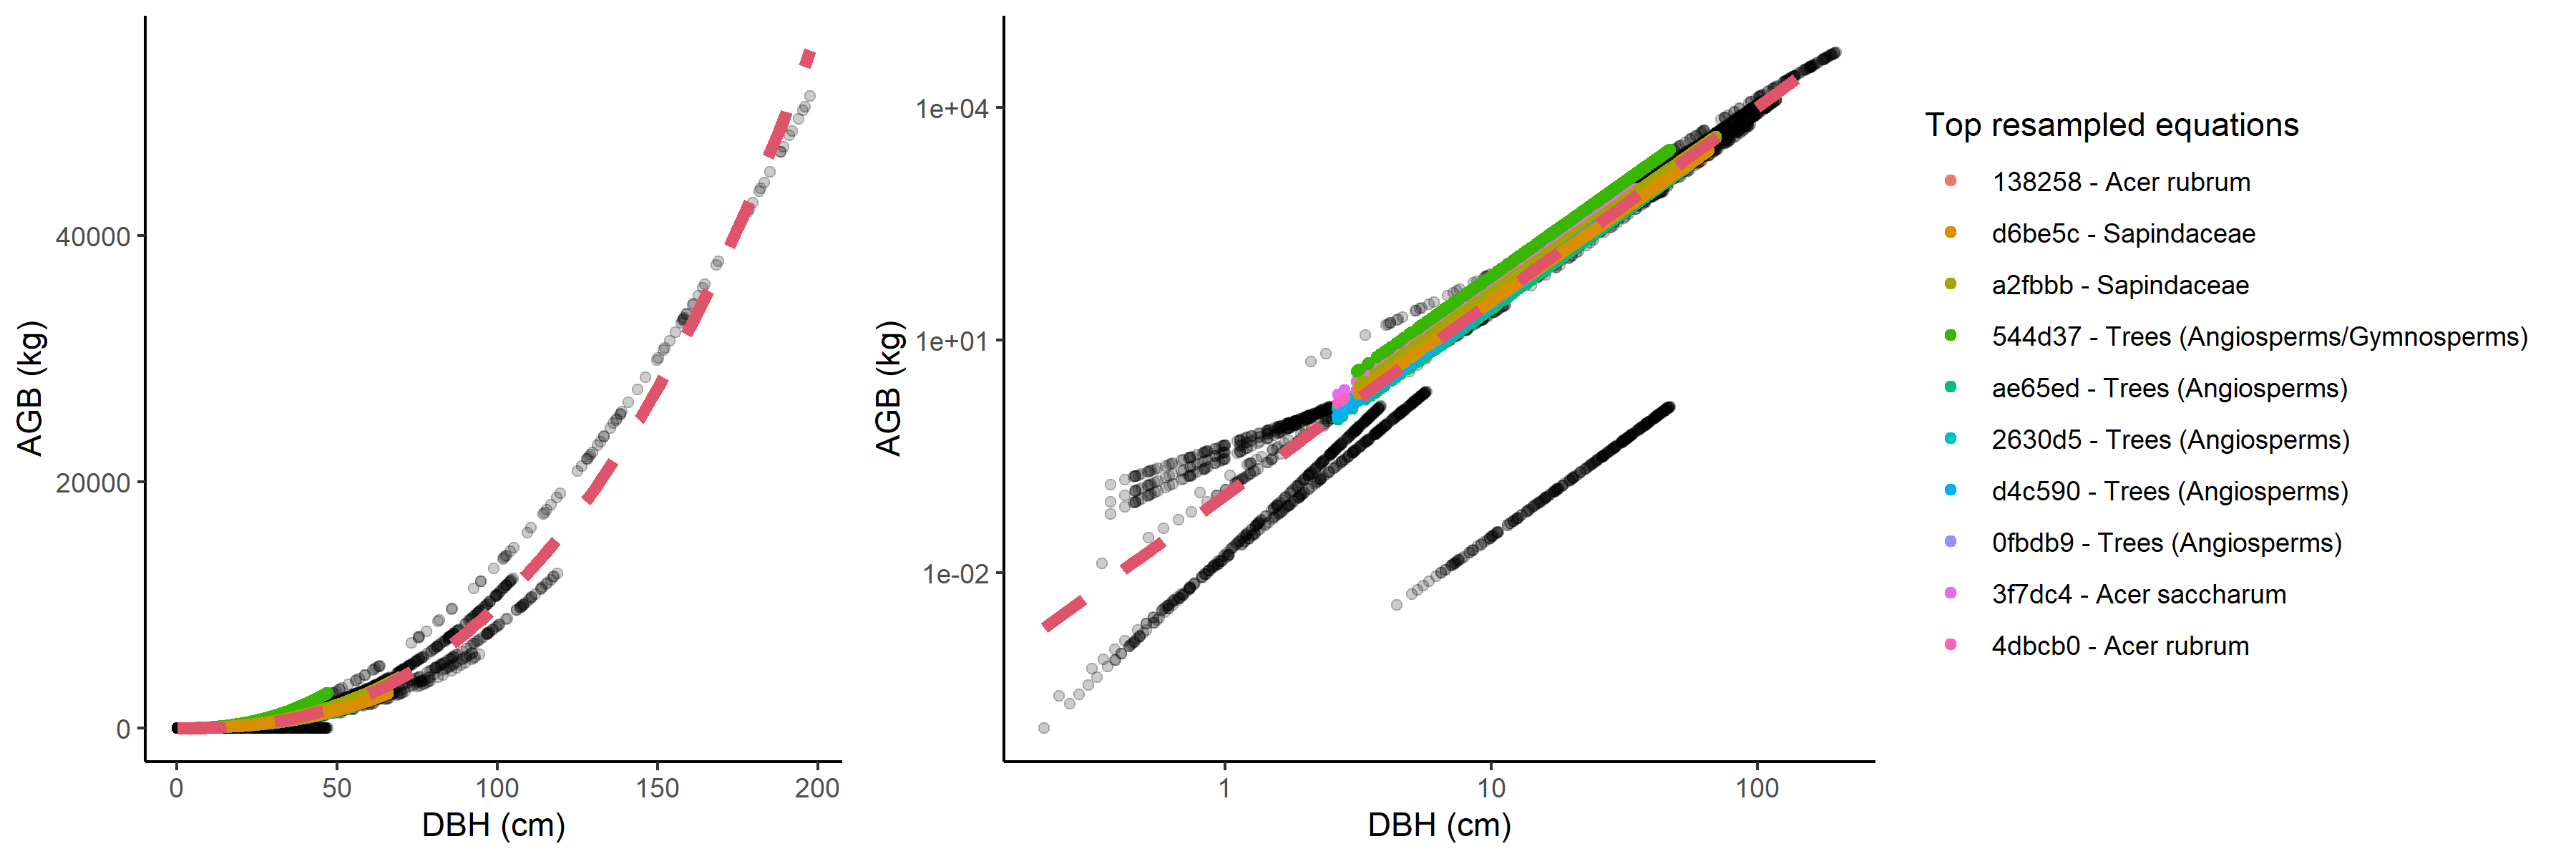 AGB (kg)
40000
20000
0
0 50 100 150 200
DBH (cm)
AGB (kg)
1e+04
1e+01
1e-02
1 10 100
DBH (cm)
Top resampled equations
138258 - Acer rubrum
d6be5c - Sapindaceae
a2fbbb - Sapindaceae
544d37 - Trees (Angiosperms/Gymnosperms)
ae65ed - Trees (Angiosperms)
2630d5 - Trees (Angiosperms)
d4c590 - Trees (Angiosperms)
0fbdb9 - Trees (Angiosperms)
3f7dc4 - Acer saccharum
4dbcb0 - Acer rubrum